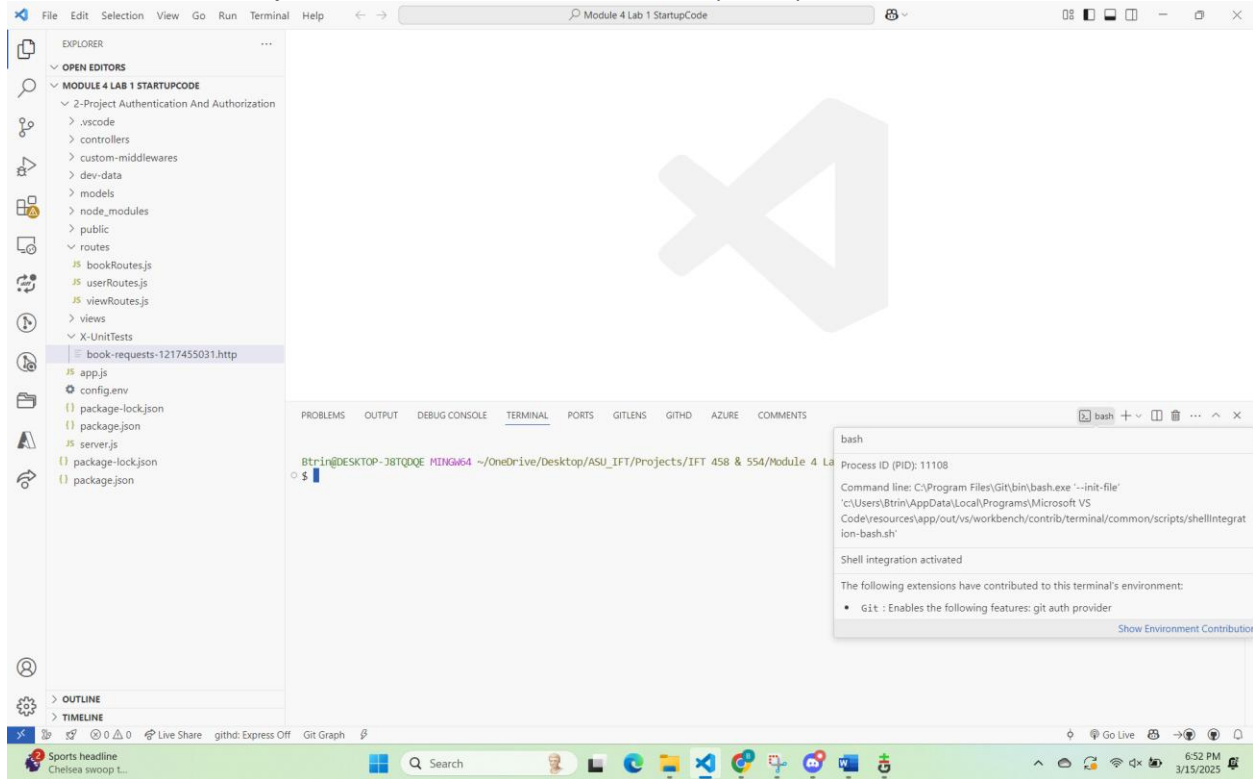 File Edit Selection View Go Run Terminal Help
Module 4 Lab 1 StartupCode
EXPLORER
OPEN EDITORS
MODULE 4 LAB 1 STARTUPCODE
2-Project Authentication And Authorization
.vscode
controllers
custom-middlewares
dev-data
models
node_modules
public
routes
JS bookRoutes.js
JS userRoutes.js
JS viewRoutes.js
views
X-UnitTests
book-requests-1217455031.http
JS app.js
config.env
{} package-lock.json
{} package.json
JS server.js
{} package-lock.json
{} package.json
OUTLINE
TIMELINE
PROBLEMS OUTPUT DEBUG CONSOLE TERMINAL PORTS GITLENS GITHD AZURE COMMENTS
bash
Btrin@DESKTOP-J8TQDQE MINGW64 ~/OneDrive/Desktop/ASU_IFT/Projects/IFT 458 & 554/Module 4 La
$
bash
Process ID (PID): 11108
Command line: C:\Program Files\Git\bin\bash.exe '--init-file'
'c:\Users\Btrin\AppData\Local\Programs\Microsoft VS
Code\resources\app/out/vs/workbench/contrib/terminal/common/scripts/shellIntegrat
ion-bash.sh'
Shell integration activated
The following extensions have contributed to this terminal's environment:
• Git : Enables the following features: git auth provider
Show Environment Contribution
0 0 Live Share githd: Express Off Git Graph
Go Live
2
Sports headline
Chelsea swoop t...
Search
6:52 PM
3/15/2025